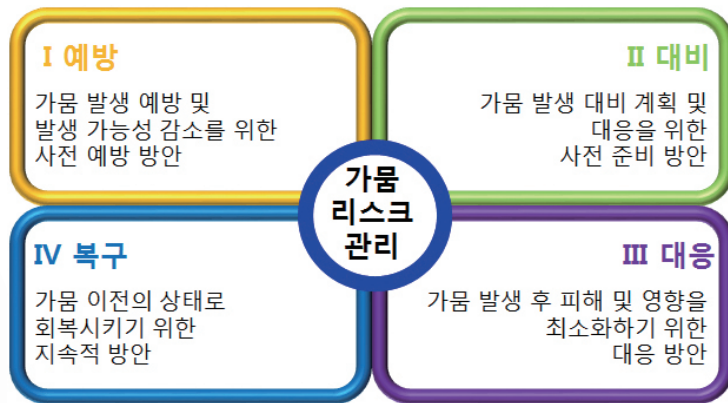 Ⅰ 예방
가뭄 발생 예방 및
발생 가능성 감소를 위한
사전 예방 방안
Ⅱ 대비
가뭄 발생 대비 계획 및
대응을 위한
사전 준비 방안
가뭄
리스크
관리
Ⅳ 복구
가뭄 이전의 상태로
회복시키기 위한
지속적 방안
Ⅲ 대응
가뭄 발생 후 피해 및 영향을
최소화하기 위한
대응 방안